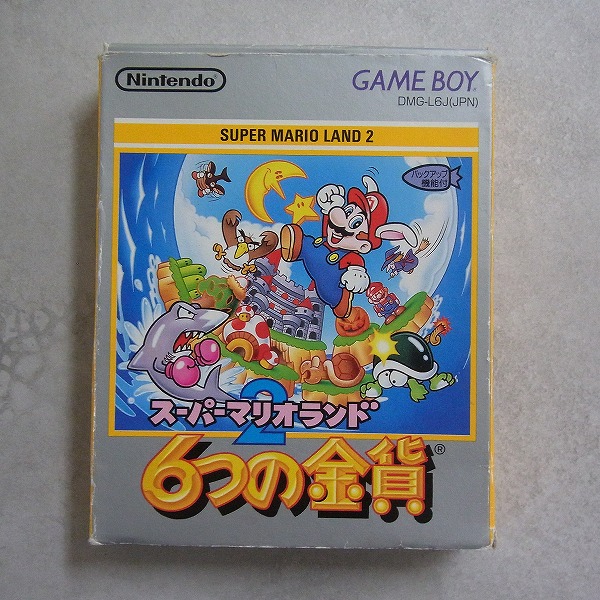 Nintendo
GAME BOY
DMG-L6J(JPN)
SUPER MARIO LAND 2
バックアップ
機能付
スーパーマリオランド
2
6つの金貨®